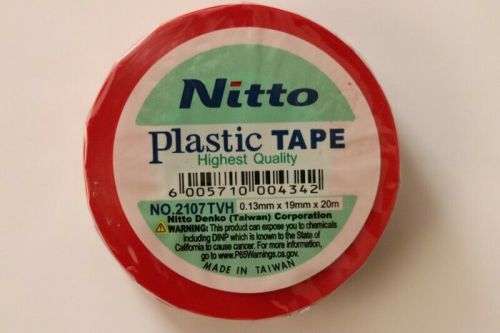 Nitto
Plastic TAPE
Highest Quality
6 005710 004342
NO.2107TVH 0.13mm x 19mm x 20m
Nitto Denko (Taiwan) Corporation
WARNING: This product can expose you to chemicals
including DINP which is known to the State of
California to cause cancer. For more information,
go to www.P65Warnings.cs.gov.
MADE IN TAIWAN